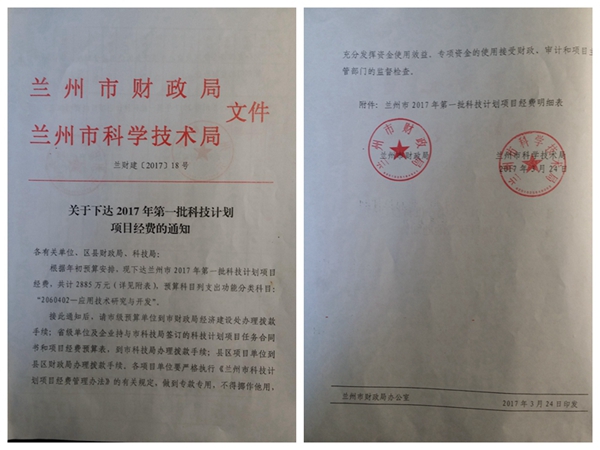 兰州市财政局
兰州市科学技术局
文件
兰财建〔2017〕18号
关于下达2017年第一批科技计划
项目经费的通知
各有关单位、区县财政局、科技局:
根据年初预算安排,现下达兰州市2017年第一批科技计划项目经
费,共计2885万元(详见附表),预算科目列支出功能分类科目:
“2060402—应用技术研究与开发”。
接此通知后,请市级预算单位到市财政局经济建设处办理拨款
手续;省级单位及企业持与市科技局签订的科技计划项目任务合同
书和项目经费预算表,到市科技局办理拨款手续;县区项目单位到
县区财政局办理拨款手续。各项目单位要严格执行《兰州市科技计
划项目经费管理办法》的有关规定,做到专款专用,不得挪作他用,
充分发挥资金使用效益。专项资金的使用接受财政、审计和项目主
管部门的监督检查。
附件:兰州市2017年第一批科技计划项目经费明细表
兰州市财政局
兰州市科学技术局
2017年3月24日
兰州市财政局办公室
2017年3月24日印发